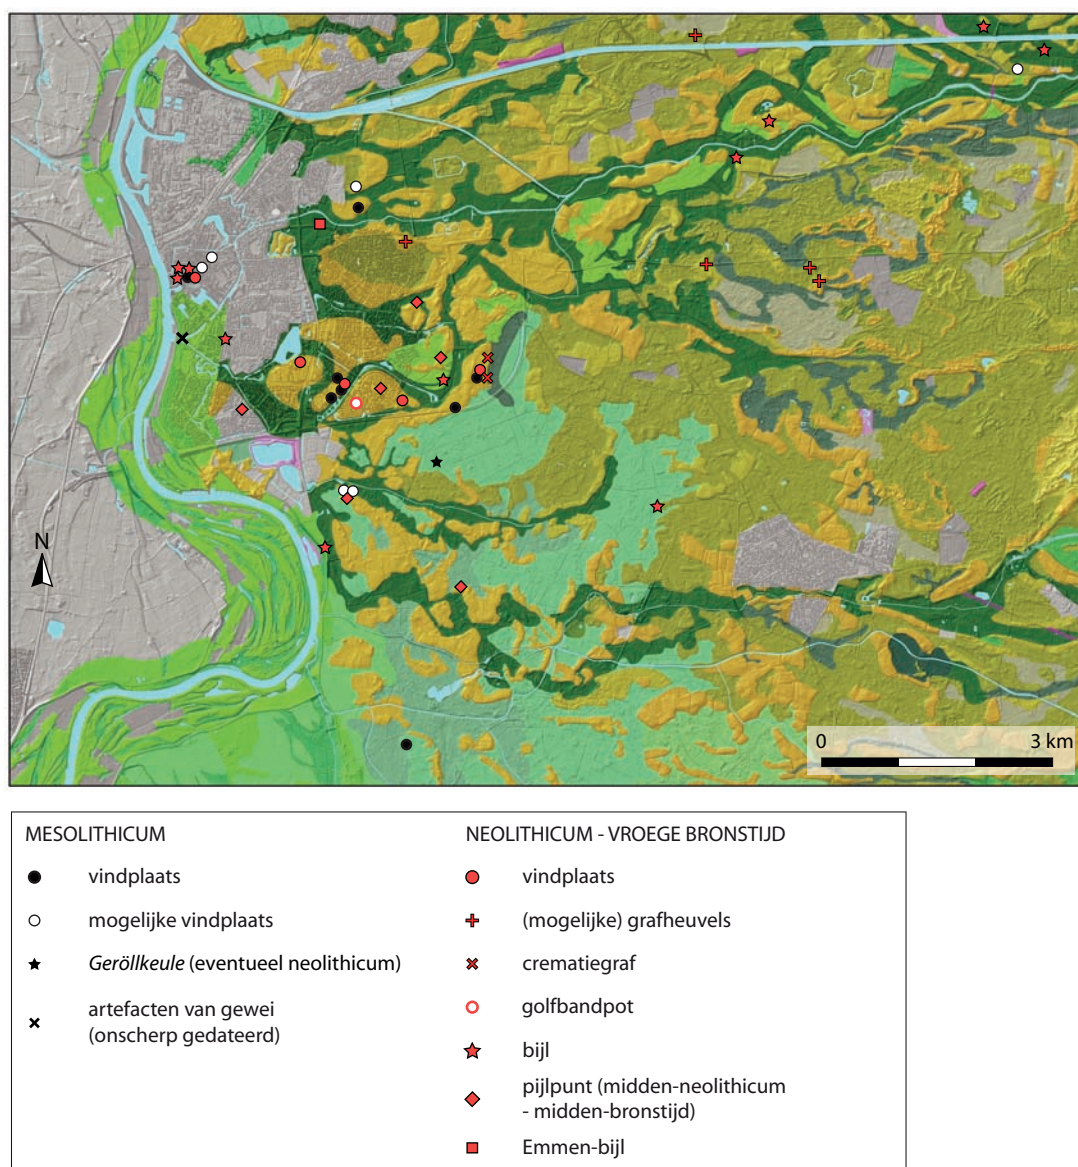 N
0 3 km
MESOLITHICUM
vindplaats
mogelijke vindplaats
Geröllkeule (eventueel neolithicum)
artefacten van gewei
(onscherp gedateerd)
NEOLITHICUM - VROEGE BRONSTIJD
vindplaats
(mogelijke) grafheuvels
crematiegraf
golfbandpot
bijl
pijlpunt (midden-neolithicum
- midden-bronstijd)
Emmen-bijl